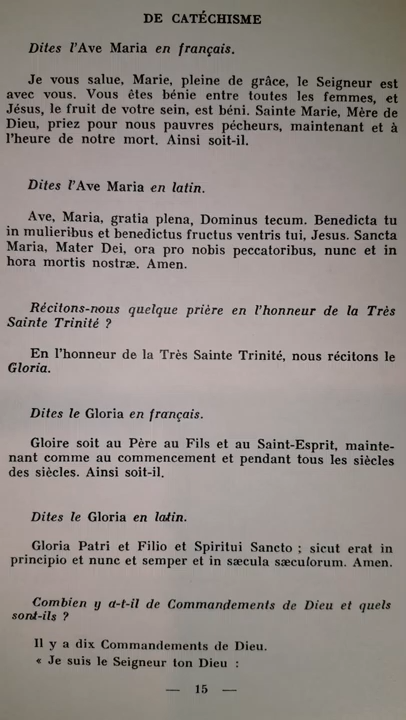 DE CATÉCHISME
Dites l'Ave Maria en français.
Je vous salue, Marie, pleine de grâce, le Seigneur est
avec vous. Vous êtes bénie entre toutes les femmes, et
Jésus, le fruit de votre sein, est béni. Sainte Marie, Mère de
Dieu, priez pour nous pauvres pécheurs, maintenant et à
l'heure de notre mort. Ainsi soit-il.
Dites l'Ave Maria en latin.
Ave, Maria, gratia plena, Dominus tecum. Benedicta tu
in mulieribus et benedictus fructus ventris tui, Jesus. Sancta
Maria, Mater Dei, ora pro nobis peccatoribus, nunc et in
hora mortis nostræ. Amen.
Récitons-nous quelque prière en l'honneur de la Très
Sainte Trinité ?
En l'honneur de la Très Sainte Trinité, nous récitons le
Gloria.
Dites le Gloria en français.
Gloire soit au Père au Fils et au Saint-Esprit, mainte-
nant comme au commencement et pendant tous les siècles
des siècles. Ainsi soit-il.
Dites le Gloria en latin.
Gloria Patri et Filio et Spiritui Sancto ; sicut erat in
principio et nunc et semper et in sæcula sæculorum. Amen.
Combien y a-t-il de Commandements de Dieu et quels
sont-ils ?
Il y a dix Commandements de Dieu.
« Je suis le Seigneur ton Dieu :
— 15 —